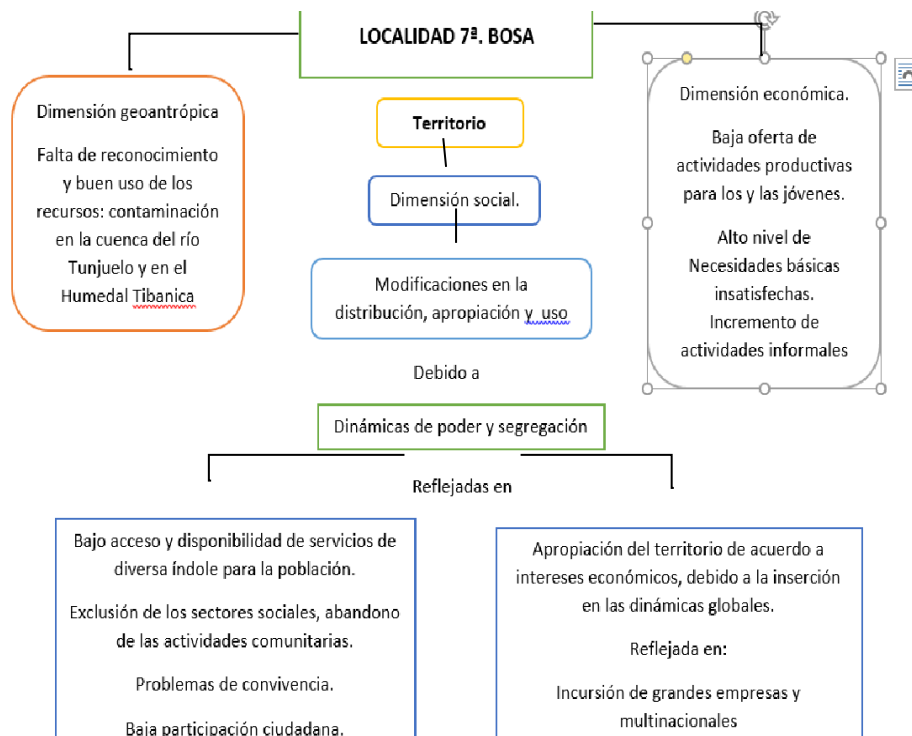 LOCALIDAD 7ª. BOSA
Dimensión geoantrópica
Falta de reconocimiento
y buen uso de los
recursos: contaminación
en la cuenca del río
Tunjuelo y en el
Humedal Tibanica
Territorio
Dimensión social.
Modificaciones en la
distribución, apropiación y uso
Dimensión económica.
Baja oferta de
actividades productivas
para los y las jóvenes.
Alto nivel de
Necesidades básicas
insatisfechas.
Incremento de
actividades informales
Debido a
Dinámicas de poder y segregación
Reflejadas en
Bajo acceso y disponibilidad de servicios de
diversa índole para la población.
Exclusión de los sectores sociales, abandono
de las actividades comunitarias.
Problemas de convivencia.
Baja participación ciudadana.
Apropiación del territorio de acuerdo a
intereses económicos, debido a la inserción
en las dinámicas globales.
Reflejada en:
Incursión de grandes empresas y
multinacionales